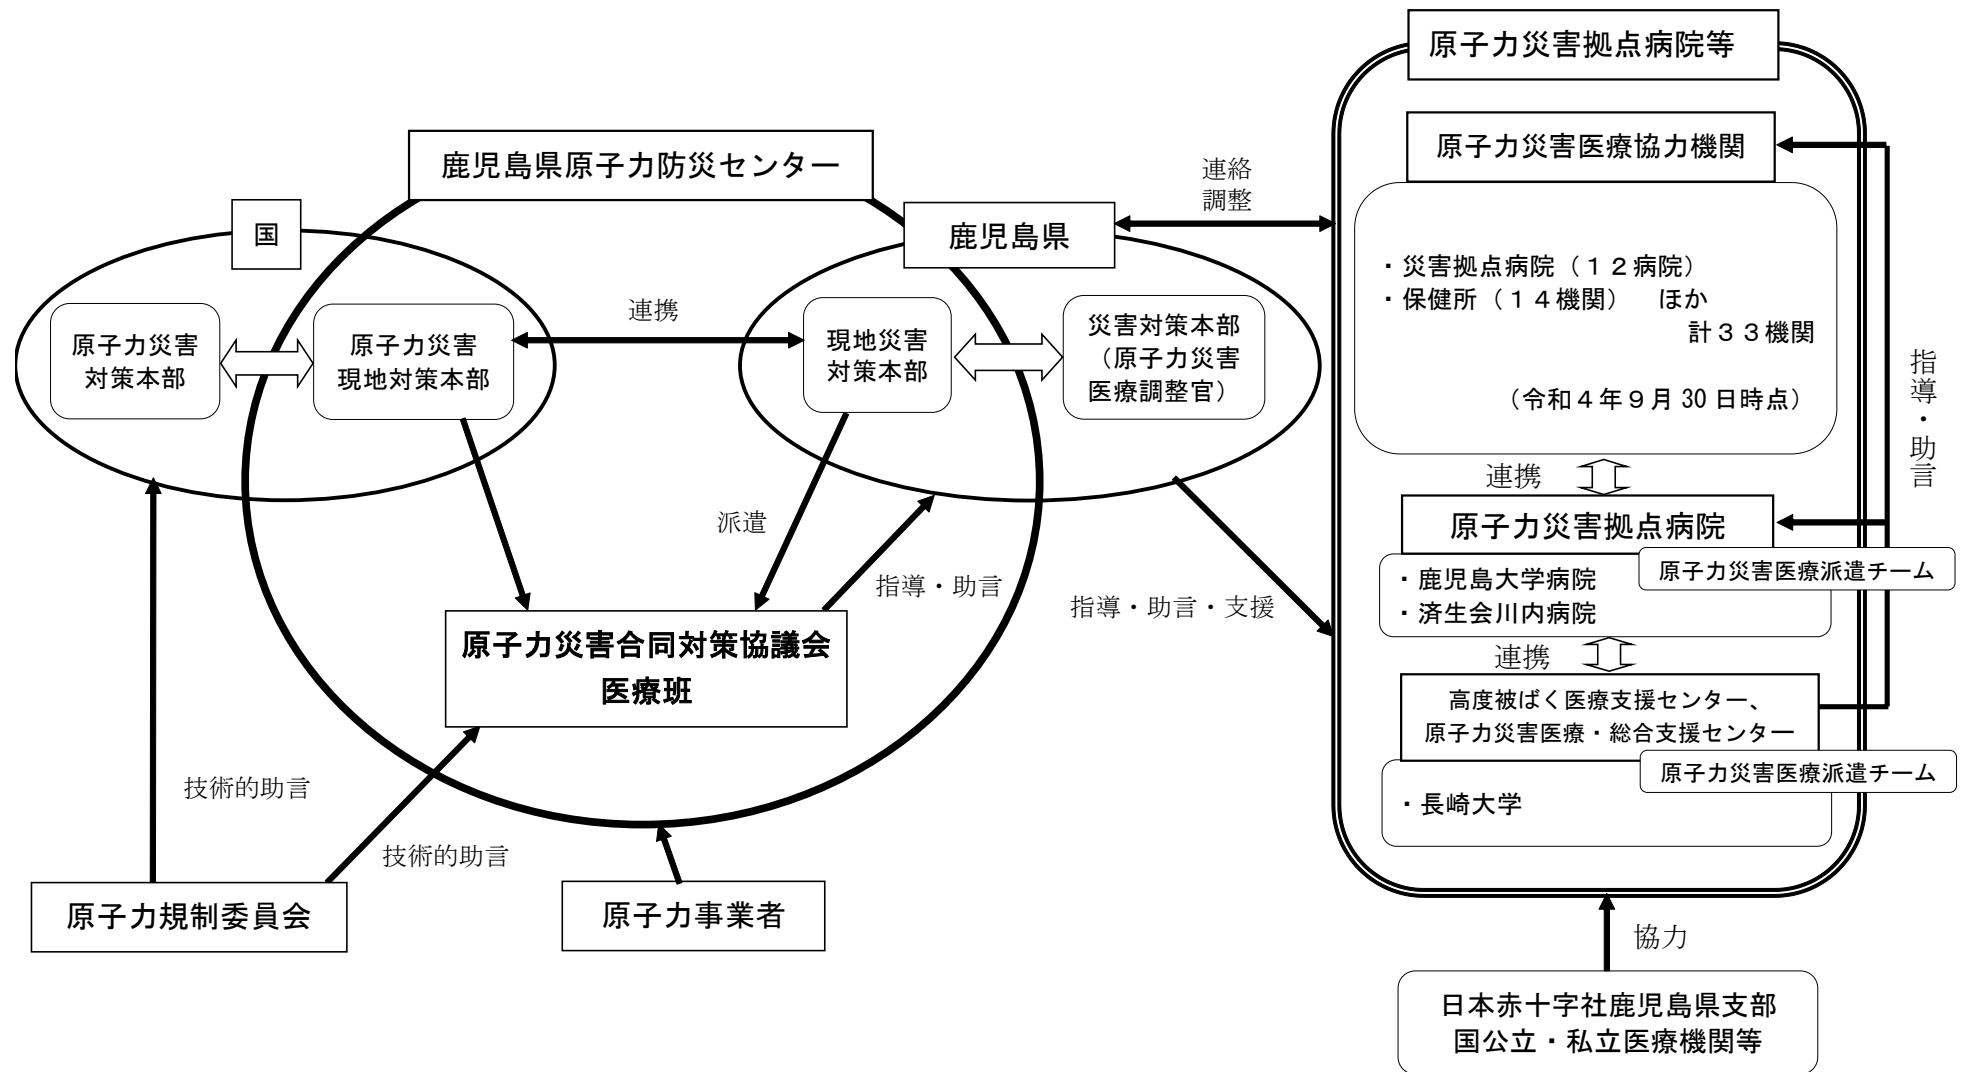 原子力災害拠点病院等
原子力災害医療協力機関
鹿児島県原子力防災センター
連絡
調整
国
鹿児島県
・災害拠点病院（１２病院）
・保健所（１４機関）　ほか
計３３機関
（令和４年９月 30 日時点）
原子力災害
対策本部
原子力災害
現地対策本部
連携
現地災害
対策本部
災害対策本部
（原子力災害
医療調整官）
指導・助言
連携
原子力災害拠点病院
原子力災害医療派遣チーム
・鹿児島大学病院
・済生会川内病院
派遣
指導・助言
指導・助言・支援
原子力災害合同対策協議会
医療班
連携
高度被ばく医療支援センター、
原子力災害医療・総合支援センター
原子力災害医療派遣チーム
・長崎大学
技術的助言
技術的助言
原子力規制委員会
原子力事業者
協力
日本赤十字社鹿児島県支部
国公立・私立医療機関等